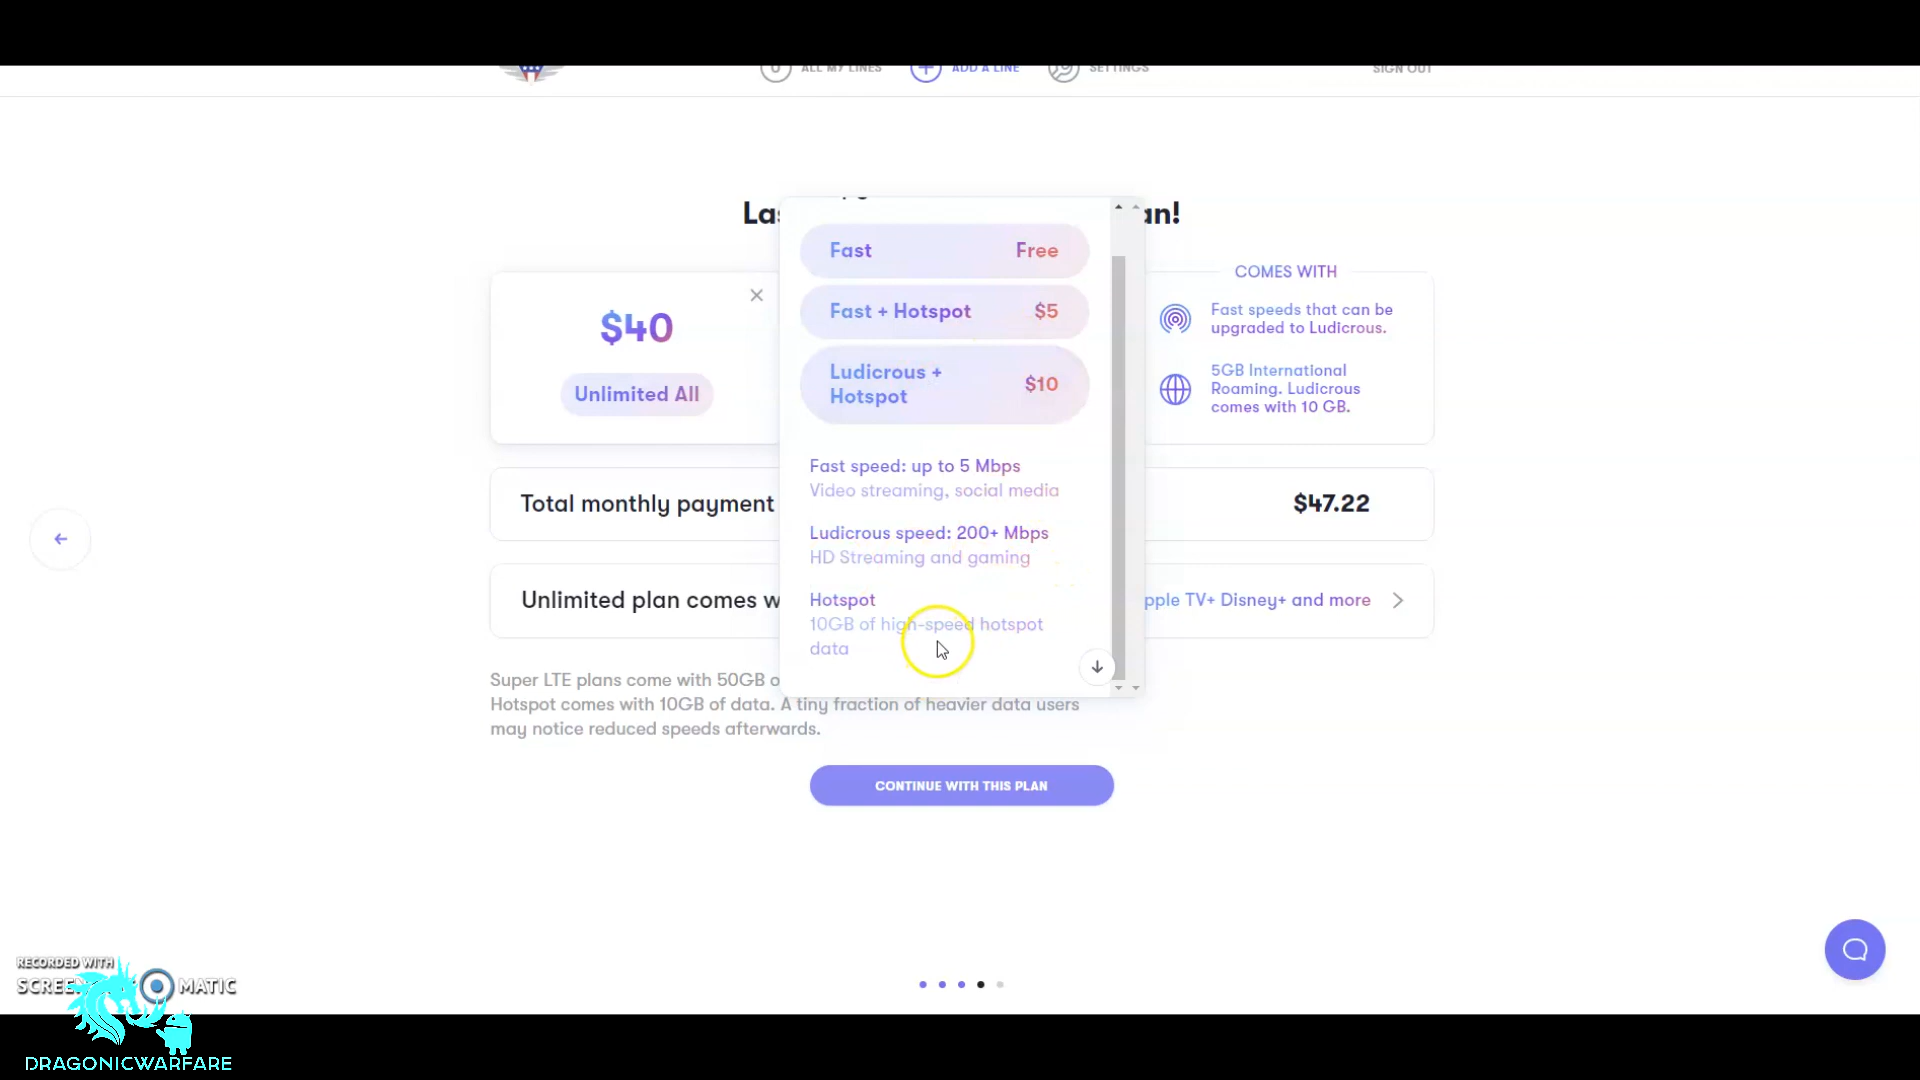 ALL MY LINES
ADD A LINE
SETTINGS
SIGN OUT
an!
$40
Unlimited All
Fast Free
Fast + Hotspot $5
Ludicrous + Hotspot $10
Fast speed: up to 5 Mbps
Video streaming, social media
Ludicrous speed: 200+ Mbps
HD Streaming and gaming
Hotspot
10GB of high-speed hotspot
data
COMES WITH
Fast speeds that can be
upgraded to Ludicrous.
5GB International
Roaming. Ludicrous
comes with 10 GB.
Total monthly payment $47.22
Unlimited plan comes w pple TV+ Disney+ and more
Super LTE plans come with 50GB o
Hotspot comes with 10GB of data. A tiny fraction of heavier data users
may notice reduced speeds afterwards.
CONTINUE WITH THIS PLAN
RECORDED WITH
SCREE MATIC
DRAGONICWARFARE